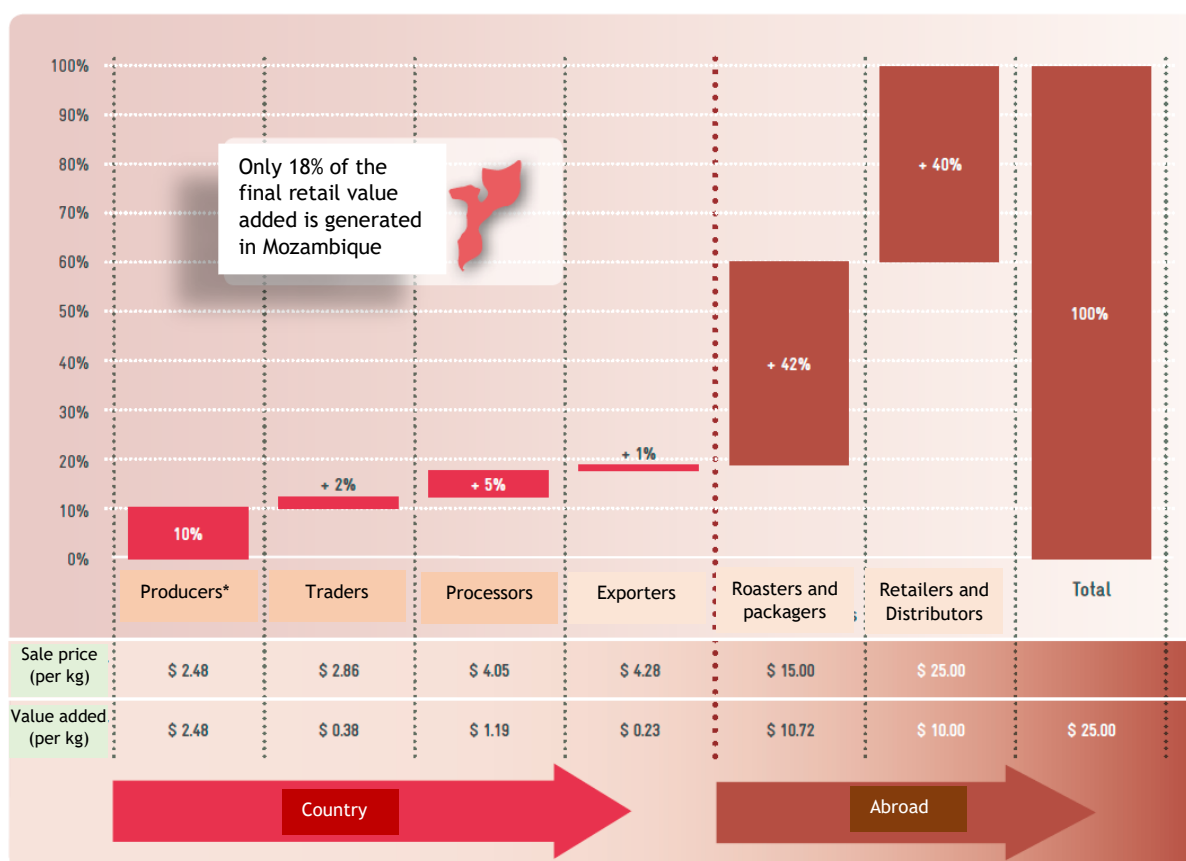 100%
90%
80%
70%
60%
50%
40%
30%
20%
10%
0%
Only 18% of the
final retail value
added is generated
in Mozambique
10%
+ 2%
+ 5%
+ 1%
+ 42%
+ 40%
100%
Producers*
Traders
Processors
Exporters
Roasters and
packagers
Retailers and
Distributors
Total
Sale price
(per kg)
$ 2.48
$ 2.86
$ 4.05
$ 4.28
$ 15.00
$ 25.00
Value added
(per kg)
$ 2.48
$ 0.38
$ 1.19
$ 0.23
$ 10.72
$ 10.00
$ 25.00
Country
Abroad